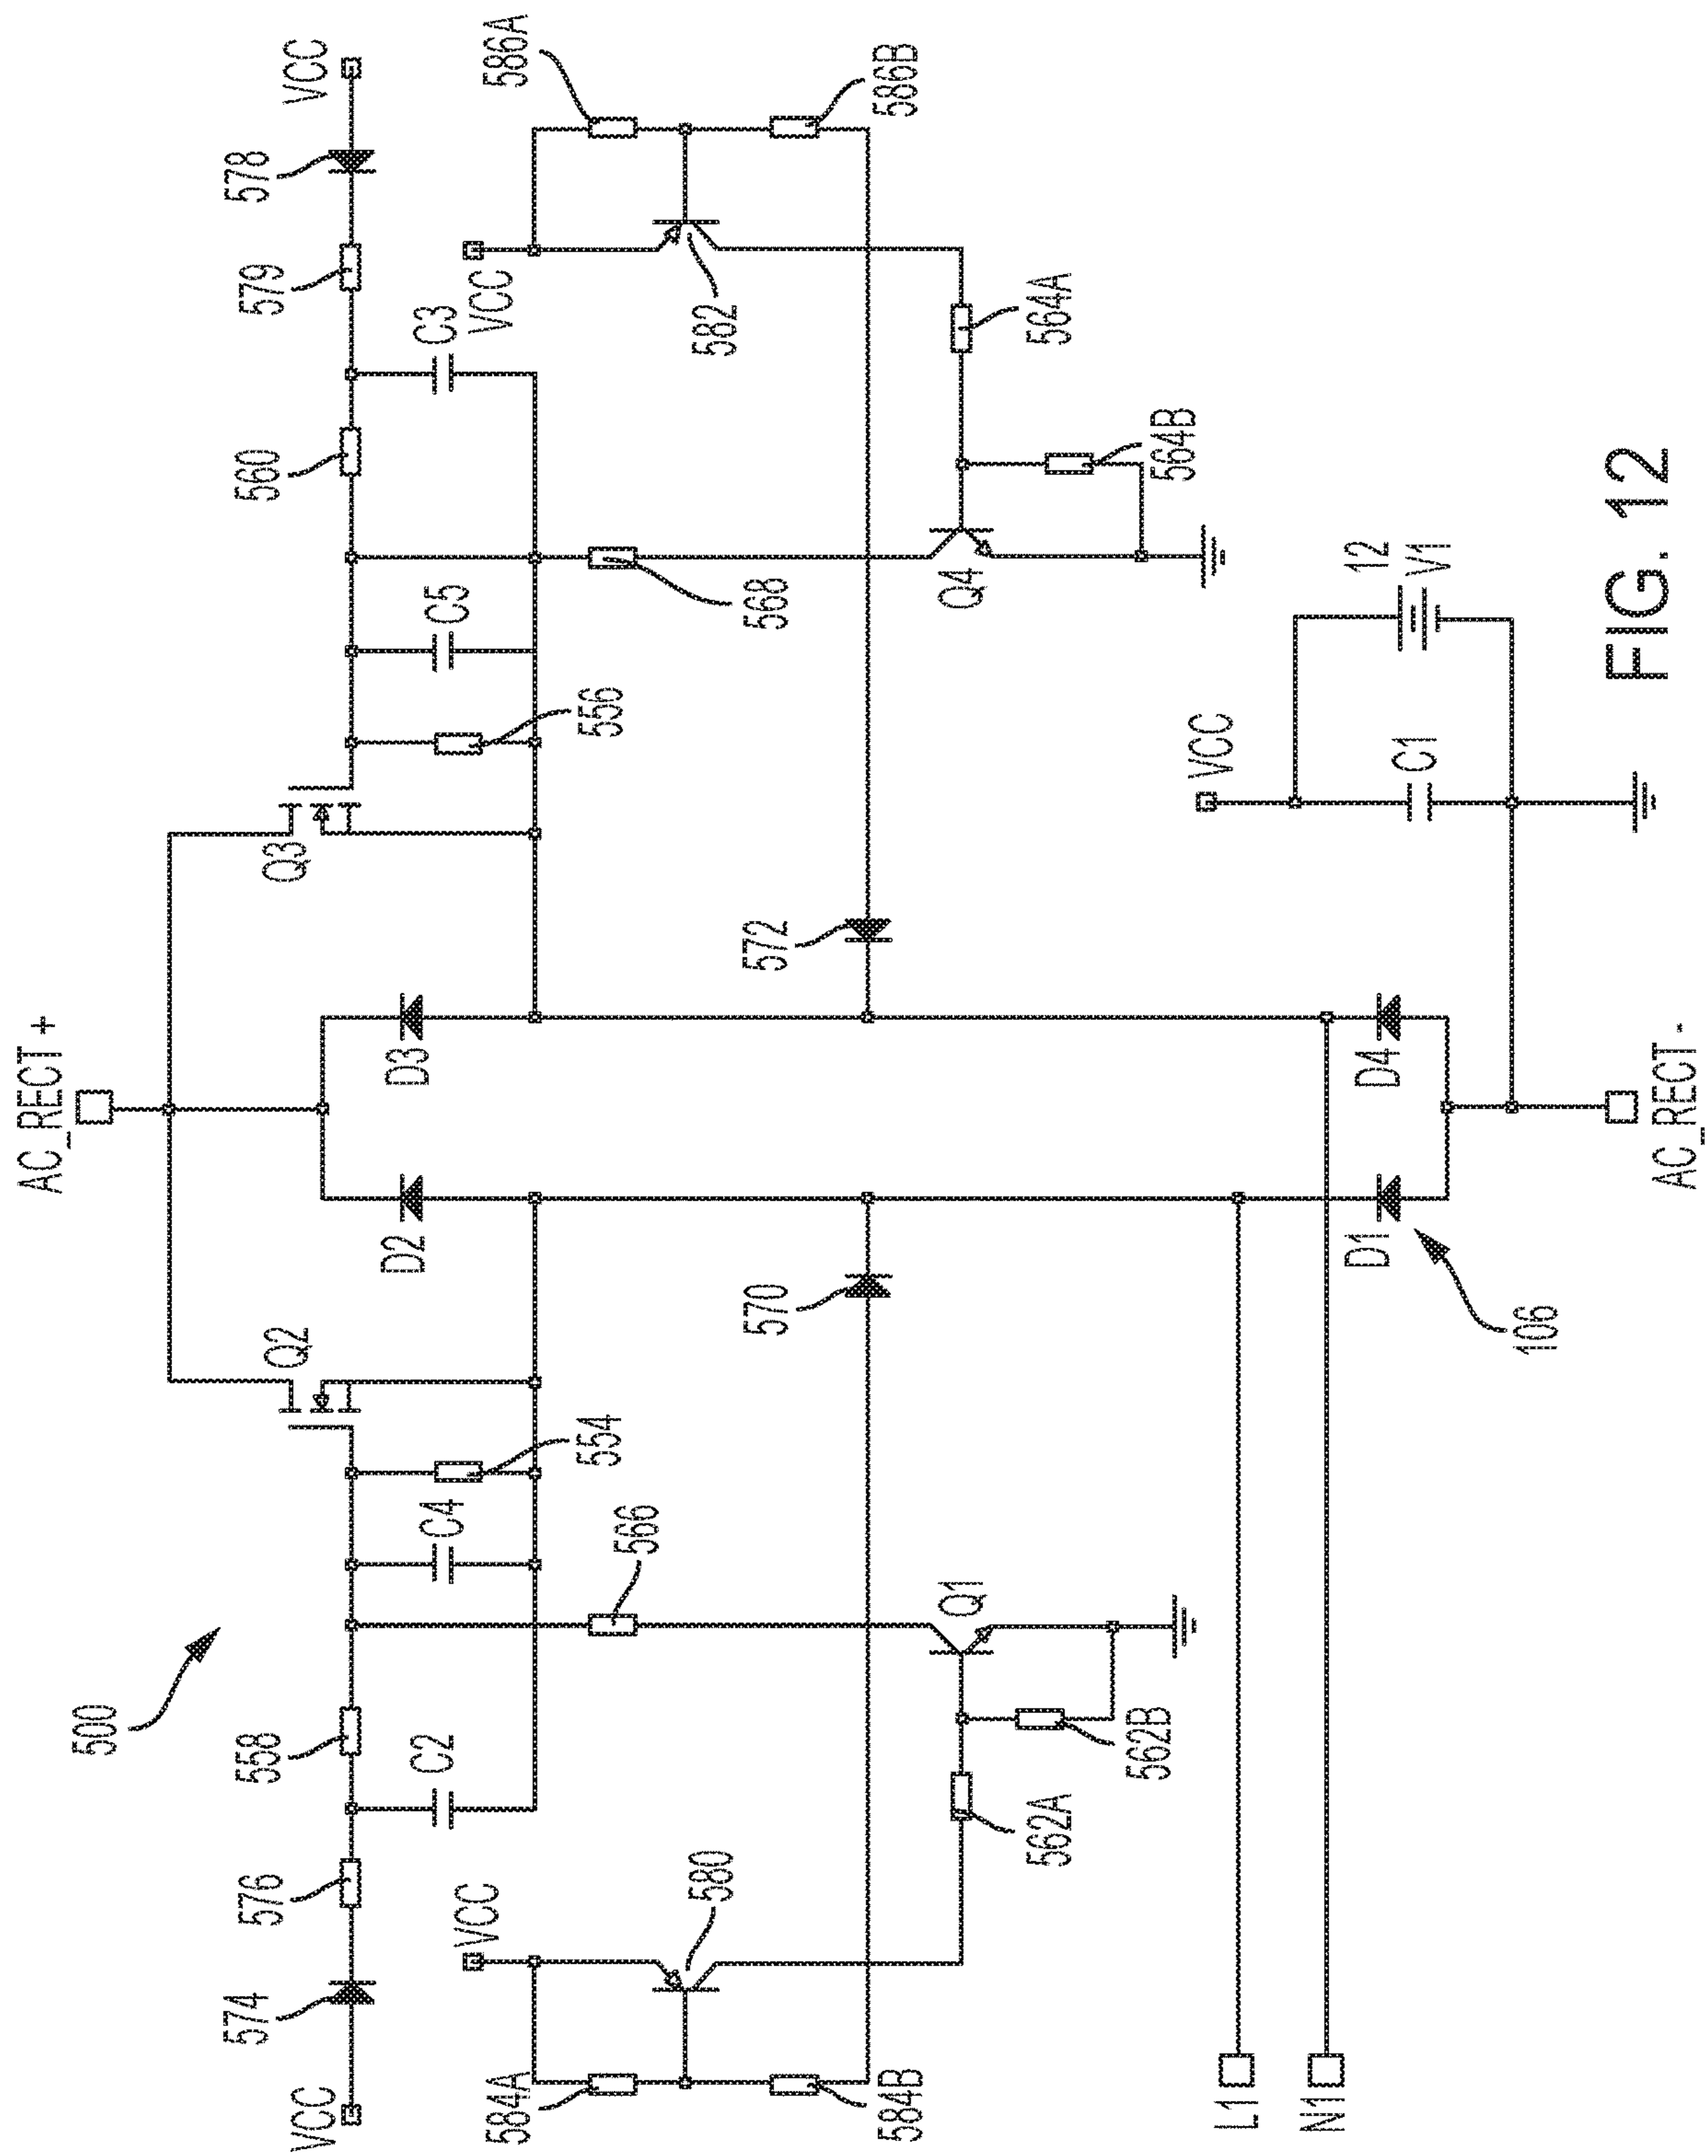 AC_RECT +
VCC
578
586A
579
586B
560
C3
VCC
582
C5
564A
568
564B
556
Q4
Q3
12
V1
VCC
C1
572
D3
D4
D2
D1
AC_RECT -
Q2
570
106
554
C4
566
Q1
500
558
C2
562B
562A
576
580
VCC
574
VCC
584A
584B
L1
N1
FIG. 12